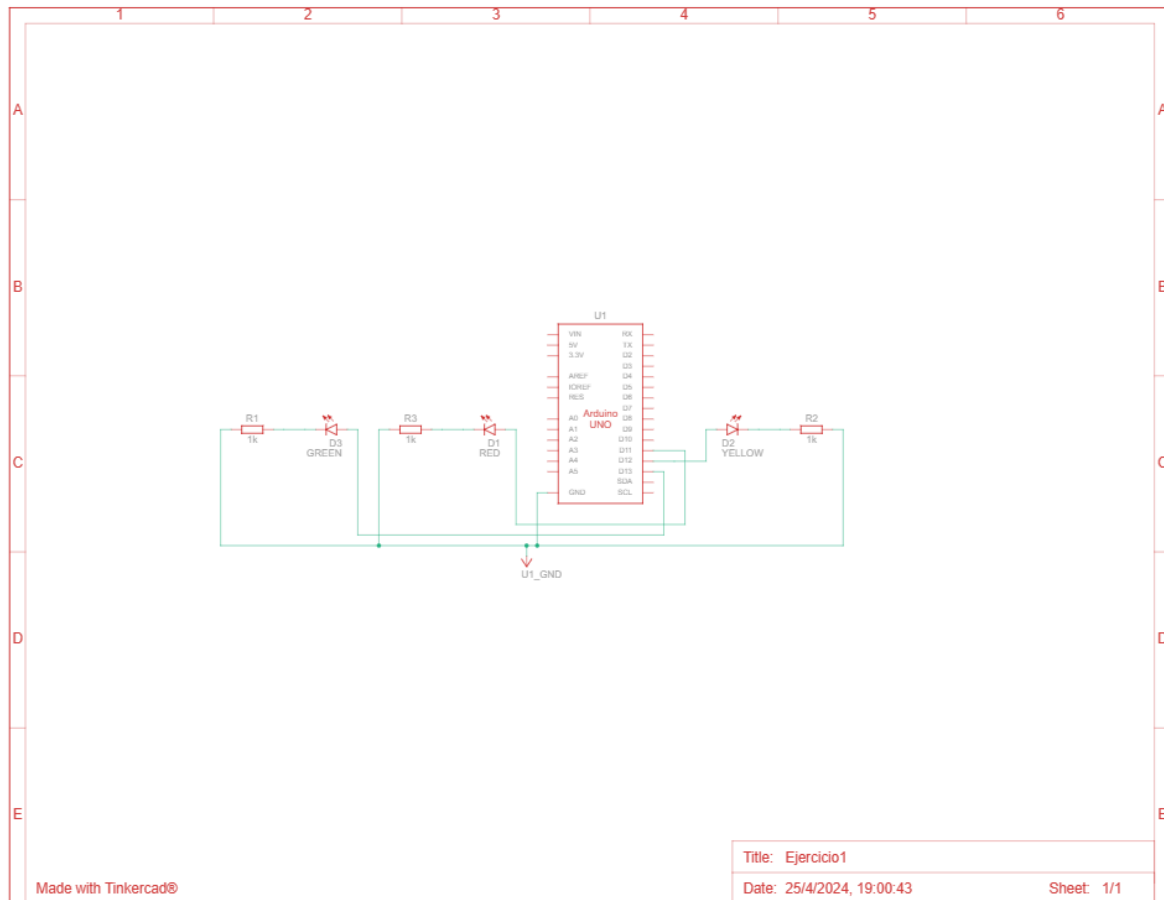 1 2 3 4 5 6
A A
B B
C C
D D
E E
U1
VIN RX
5V TX
3.3V D2
D3
AREF D4
IOREF D5
RES D6
D7
A0 D8
A1 D9
A2 D10
A3 D11
A4 D12
A5 D13
SDA
GND SCL
Arduino
UNO
R1
1k
D3
GREEN
R3
1k
D1
RED
D2
YELLOW
R2
1k
U1_GND
Made with Tinkercad®
Title: Ejercicio1
Date: 25/4/2024, 19:00:43 Sheet: 1/1